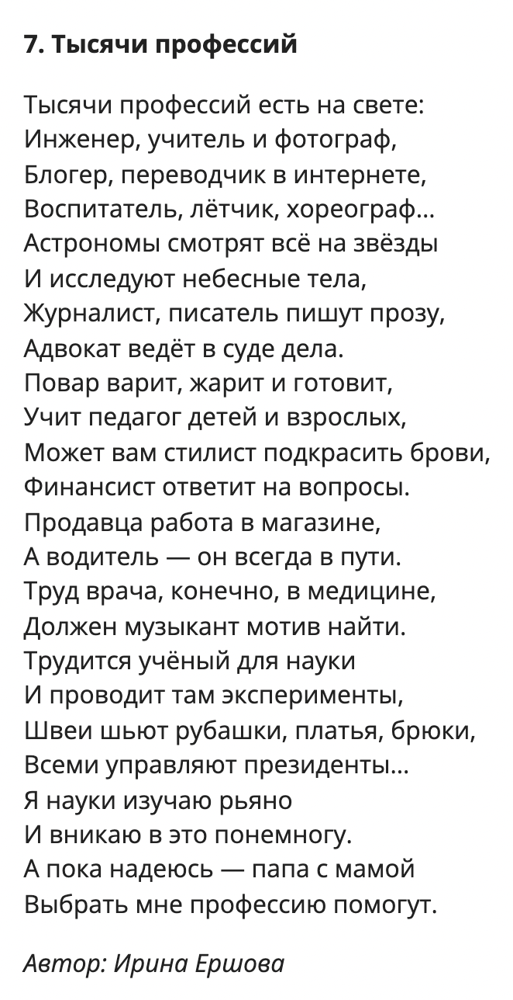 7. Тысячи профессий
Тысячи профессий есть на свете:
Инженер, учитель и фотограф,
Блогер, переводчик в интернете,
Воспитатель, лётчик, хореограф...
Астрономы смотрят всё на звёзды
И исследуют небесные тела,
Журналист, писатель пишут прозу,
Адвокат ведёт в суде дела.
Повар варит, жарит и готовит,
Учит педагог детей и взрослых,
Может вам стилист подкрасить брови,
Финансист ответит на вопросы.
Продавца работа в магазине,
А водитель — он всегда в пути.
Труд врача, конечно, в медицине,
Должен музыкант мотив найти.
Трудится учёный для науки
И проводит там эксперименты,
Швеи шьют рубашки, платья, брюки,
Всеми управляют президенты...
Я науки изучаю рьяно
И вникаю в это понемногу.
А пока надеюсь — папа с мамой
Выбрать мне профессию помогут.
Автор: Ирина Ершова